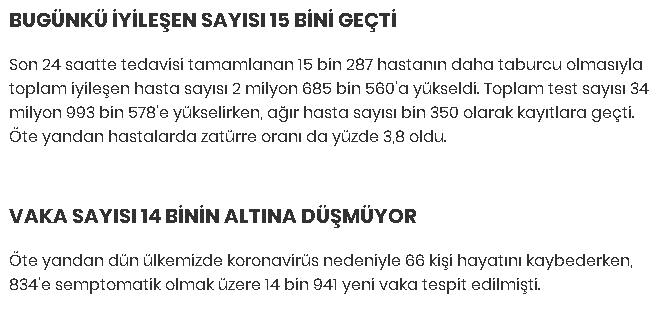 BUGÜNKÜ İYİLEŞEN SAYISI 15 BİNİ GEÇTİ
Son 24 saatte tedavisi tamamlanan 15 bin 287 hastanın daha taburcu olmasıyla
toplam iyileşen hasta sayısı 2 milyon 685 bin 560'a yükseldi. Toplam test sayısı 34
milyon 993 bin 578'e yükselirken, ağır hasta sayısı bin 350 olarak kayıtlara geçti.
Öte yandan hastalarda zatürre oranı da yüzde 3,8 oldu.
VAKA SAYISI 14 BİNİN ALTINA DÜŞMÜYOR
Öte yandan dün ülkemizde koronavirüs nedeniyle 66 kişi hayatını kaybederken,
834'e semptomatik olmak üzere 14 bin 941 yeni vaka tespit edilmişti.